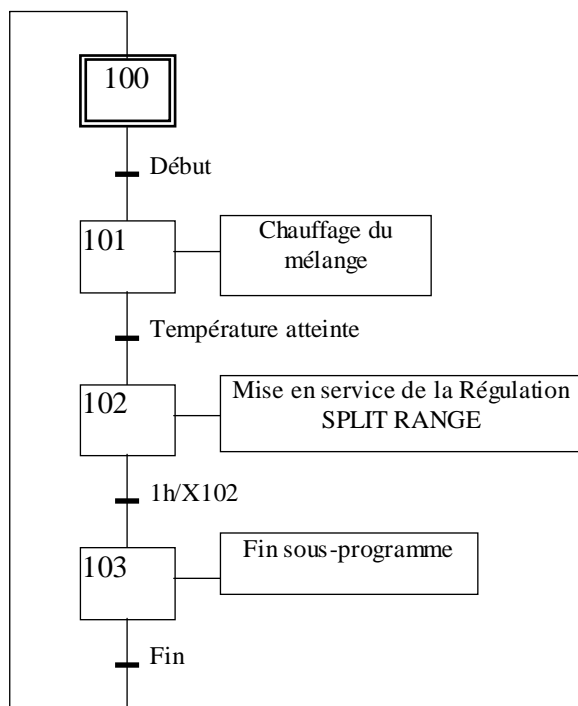 100
Début
101
Chauffage du
mélange
Température atteinte
102
Mise en service de la Régulation
SPLIT RANGE
1h/X102
103
Fin sous-programme
Fin